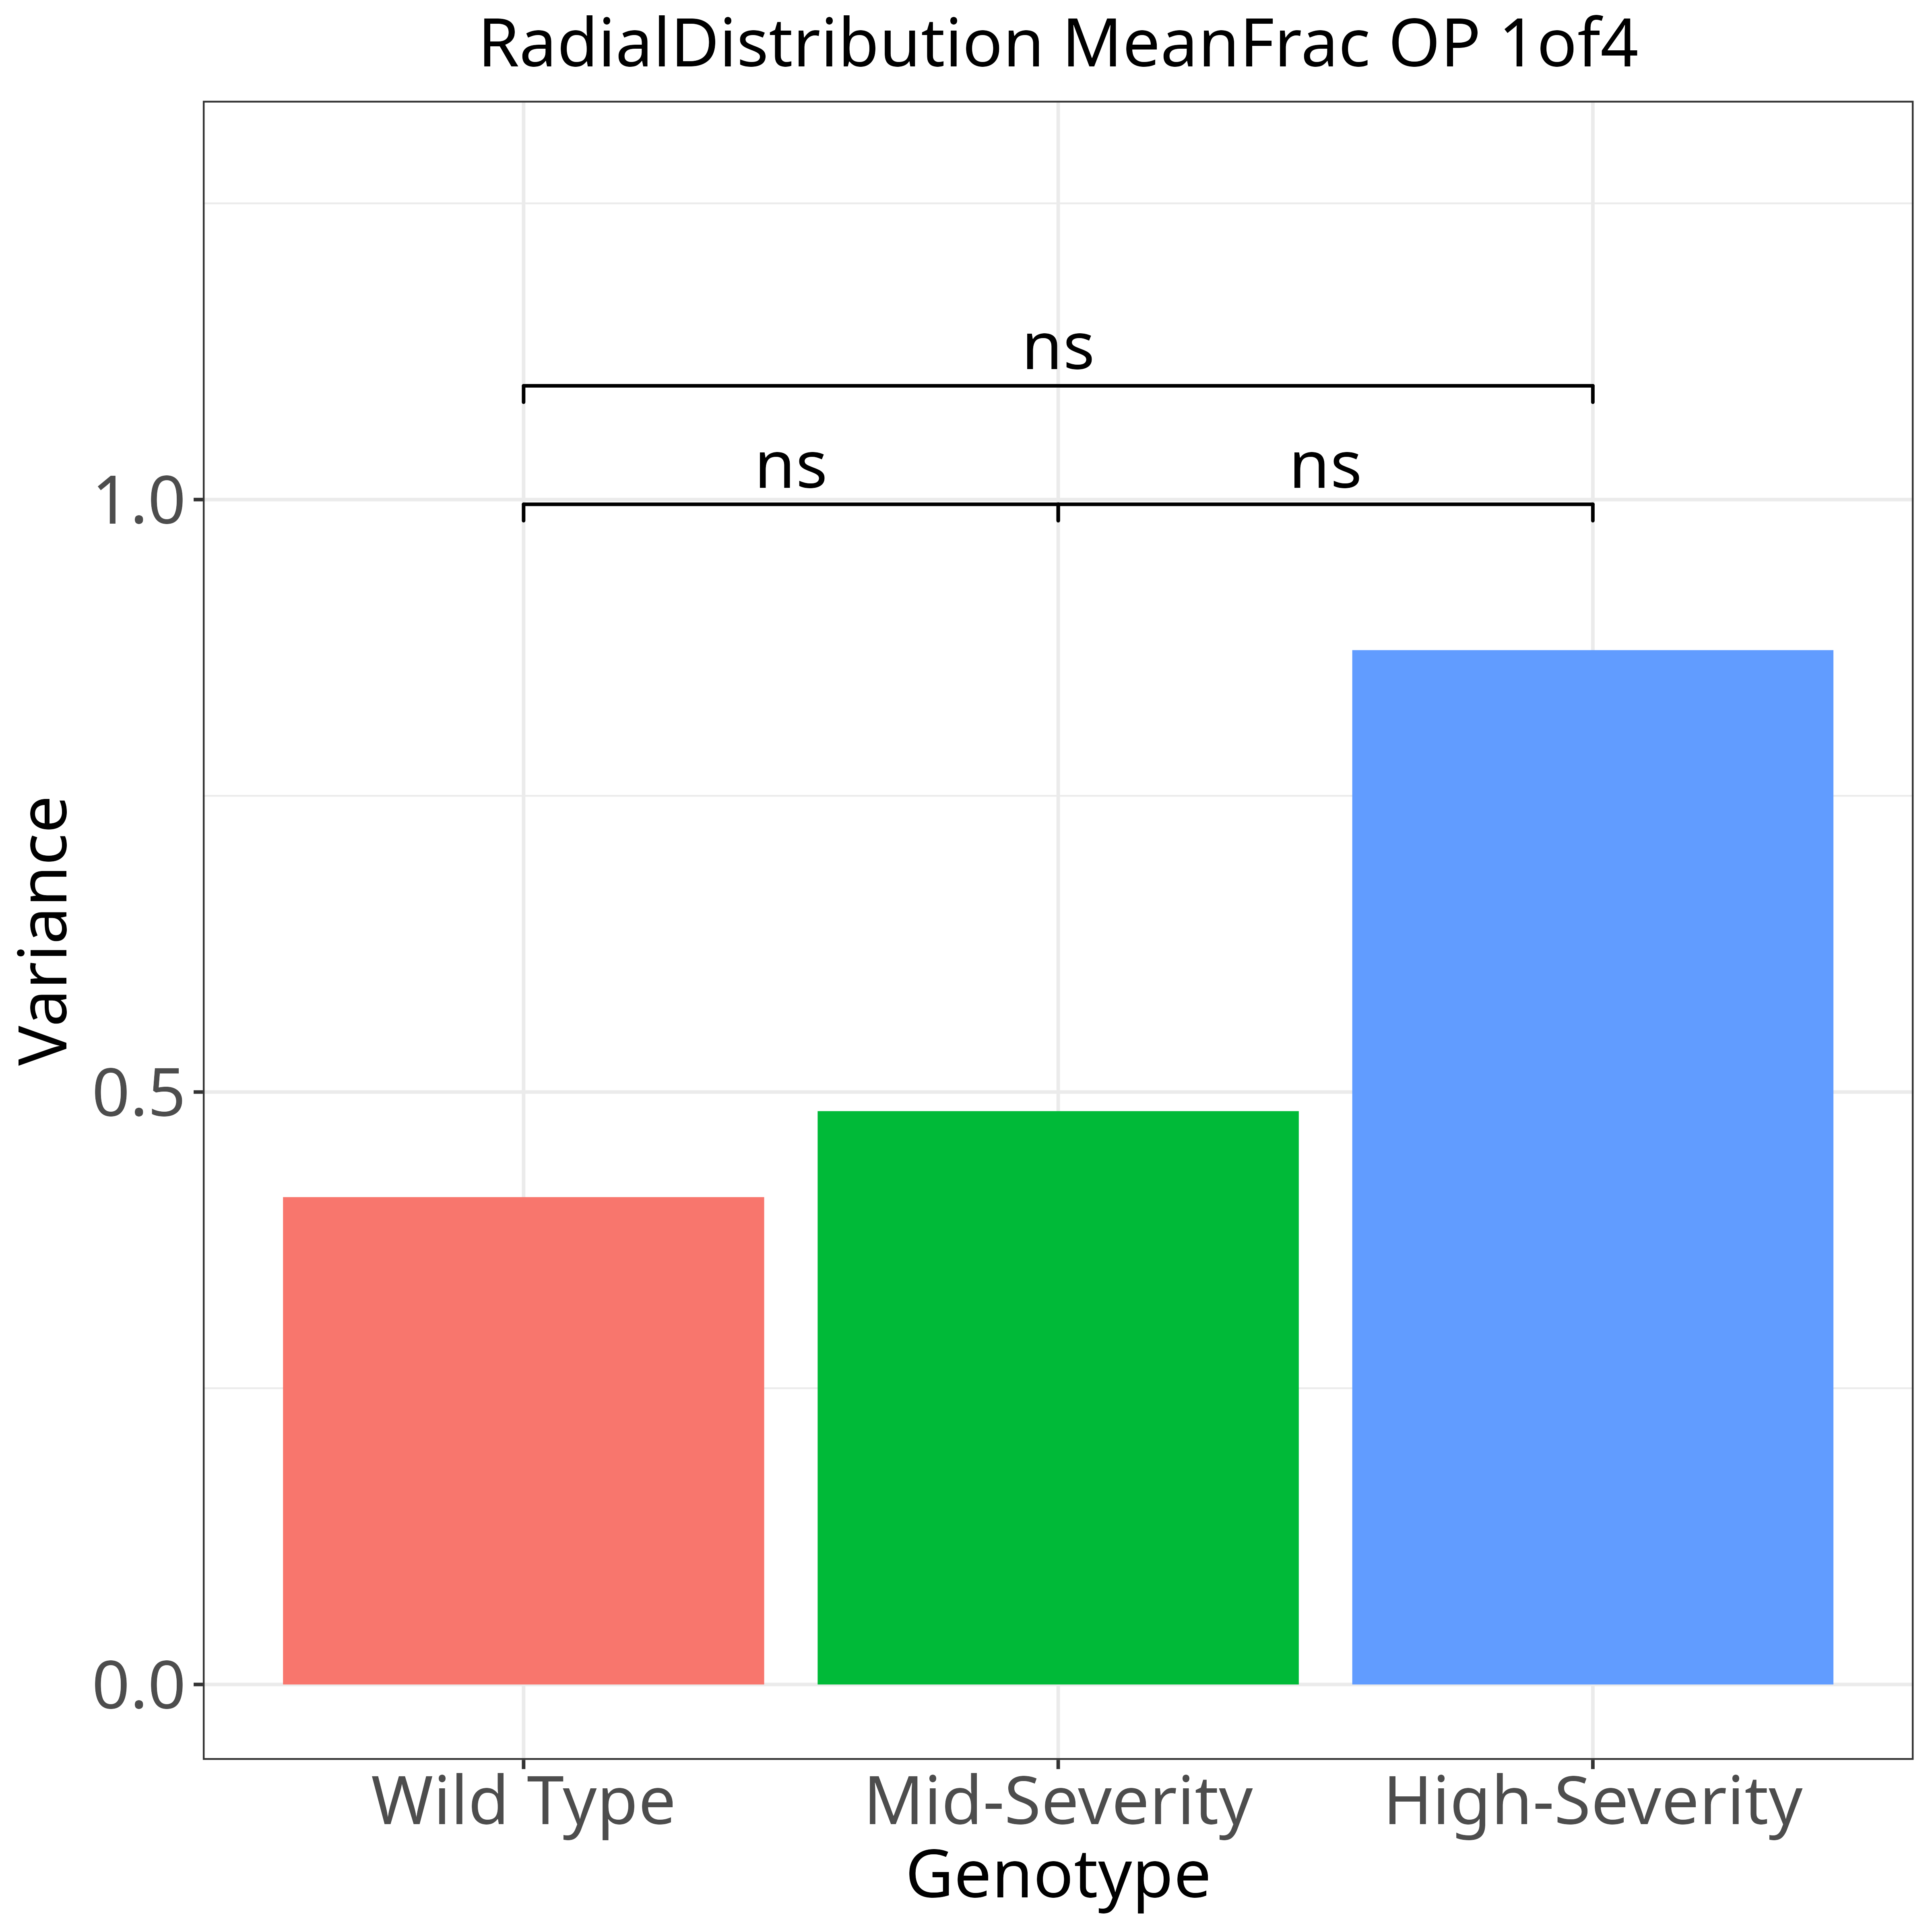 RadialDistribution MeanFrac OP 1of4
ns
ns ns
1.0
0.5
0.0
Variance
Wild Type Mid-Severity High-Severity
Genotype